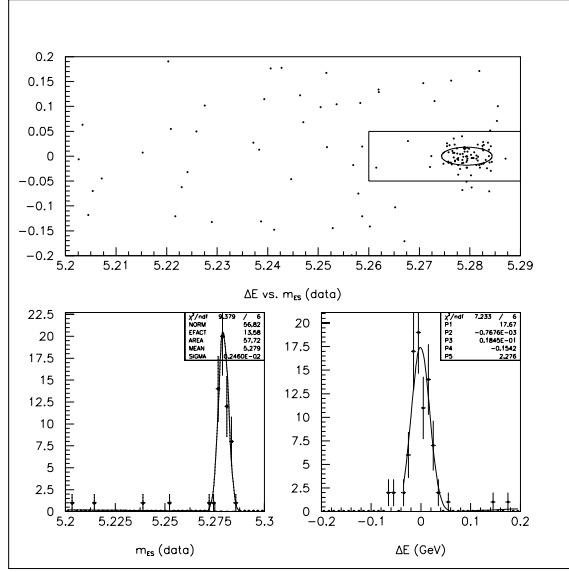 0.2
0.15
0.1
0.05
0
-0.05
-0.1
-0.15
-0.2
5.2 5.21 5.22 5.23 5.24 5.25 5.26 5.27 5.28 5.29
ΔE vs. mES (data)
χ²/ndf 9.379 / 6
NORM 56.82
EFACT 13.58
AREA 57.72
MEAN 5.279
SIGMA 0.2460E-02
22.5
20
17.5
15
12.5
10
7.5
5
2.5
0
5.2 5.225 5.25 5.275 5.3
mES (data)
χ²/ndf 7.233 / 6
P1 17.67
P2 -0.7676E-03
P3 0.1845E-01
P4 -0.1542
P5 2.276
20
17.5
15
12.5
10
7.5
5
2.5
0
-0.2 -0.1 0 0.1 0.2
ΔE (GeV)